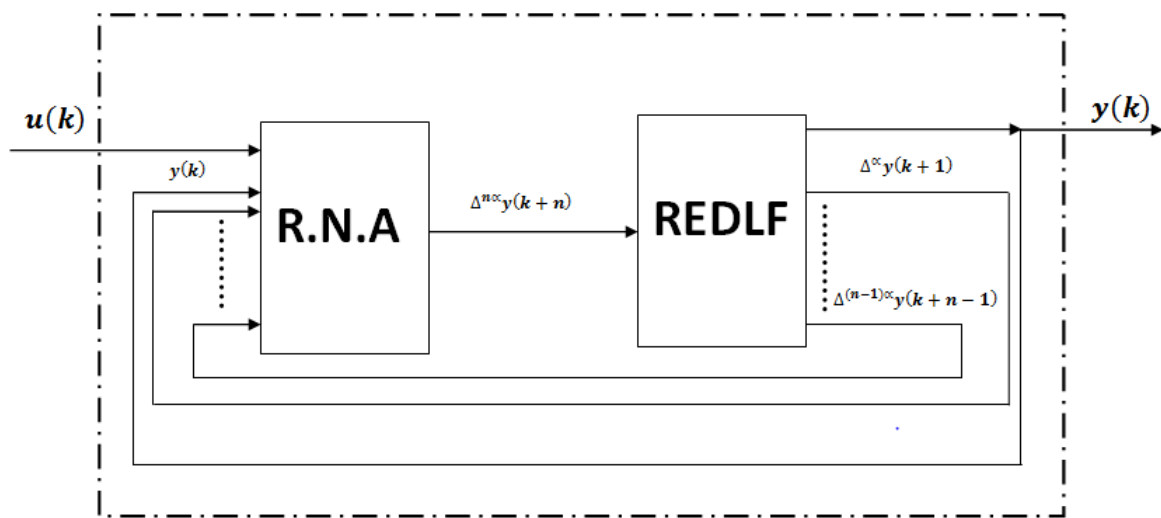 u(k)
y(k)
y(k)
Δ^∝ y(k + 1)
R.N.A
Δ^{n∝} y(k + n)
REDLF
Δ^{(n−1)∝} y(k + n − 1)